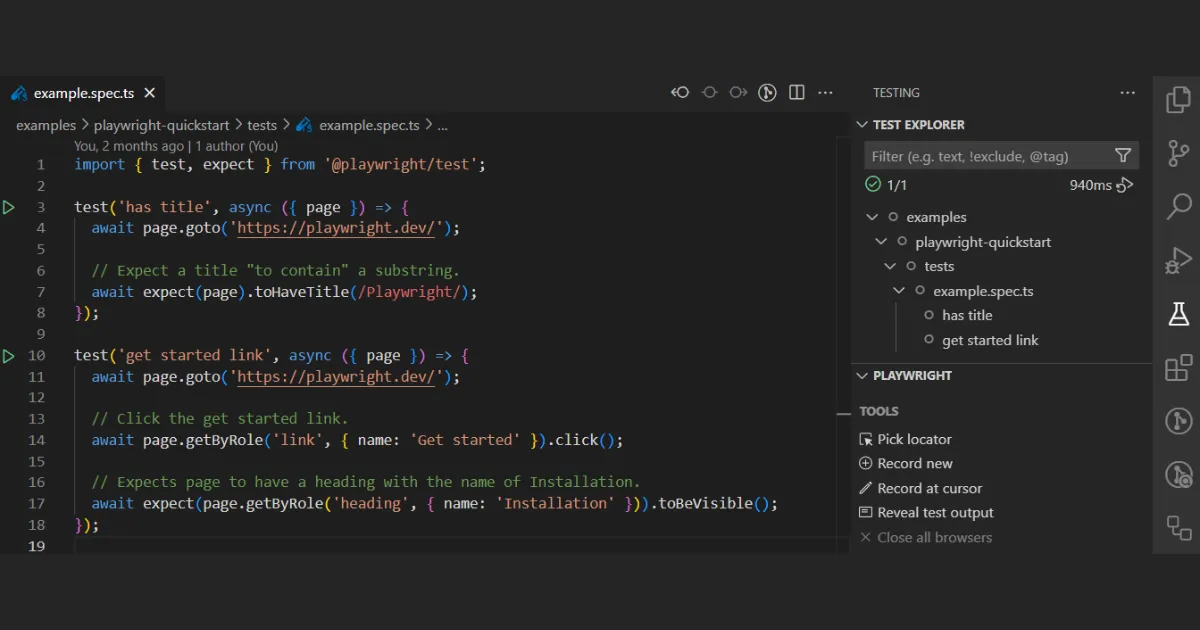 example.spec.ts
examples > playwright-quickstart > tests > example.spec.ts > ...
You, 2 months ago | 1 author (You)
1 import { test, expect } from '@playwright/test';
2
3 test('has title', async ({ page }) => {
4 await page.goto('https://playwright.dev/');
5
6 // Expect a title "to contain" a substring.
7 await expect(page).toHaveTitle(/Playwright/);
8 });
9
10 test('get started link', async ({ page }) => {
11 await page.goto('https://playwright.dev/');
12
13 // Click the get started link.
14 await page.getByRole('link', { name: 'Get started' }).click();
15
16 // Expects page to have a heading with the name of Installation.
17 await expect(page.getByRole('heading', { name: 'Installation' })).toBeVisible();
18 });
19
TESTING
TEST EXPLORER
Filter (e.g. text, !exclude, @tag)
1/1 940ms
examples
playwright-quickstart
tests
example.spec.ts
has title
get started link
PLAYWRIGHT
TOOLS
Pick locator
Record new
Record at cursor
Reveal test output
Close all browsers